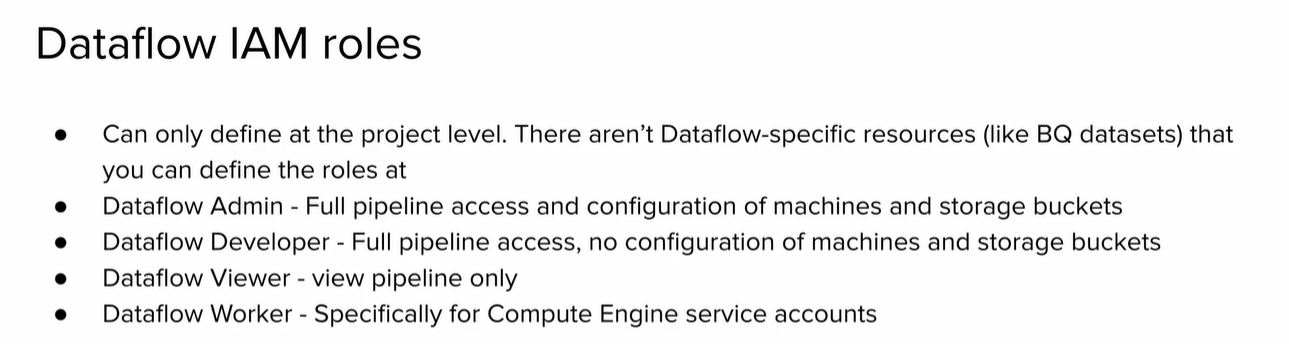 Dataflow IAM roles
● Can only define at the project level. There aren’t Dataflow-specific resources (like BQ datasets) that
you can define the roles at
● Dataflow Admin - Full pipeline access and configuration of machines and storage buckets
● Dataflow Developer - Full pipeline access, no configuration of machines and storage buckets
● Dataflow Viewer - view pipeline only
● Dataflow Worker - Specifically for Compute Engine service accounts